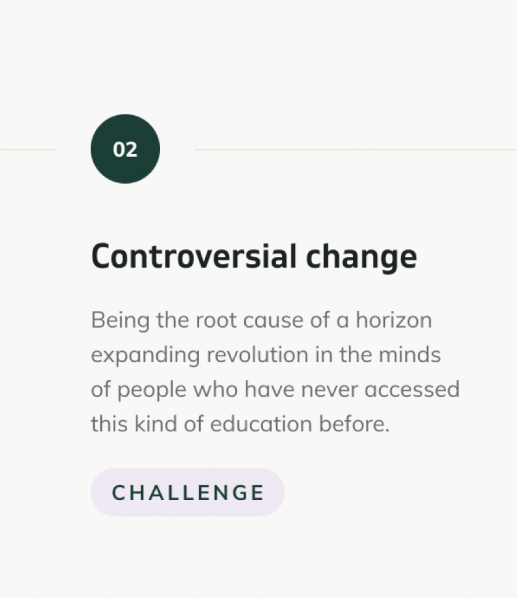 02
Controversial change
Being the root cause of a horizon
expanding revolution in the minds
of people who have never accessed
this kind of education before.
CHALLENGE